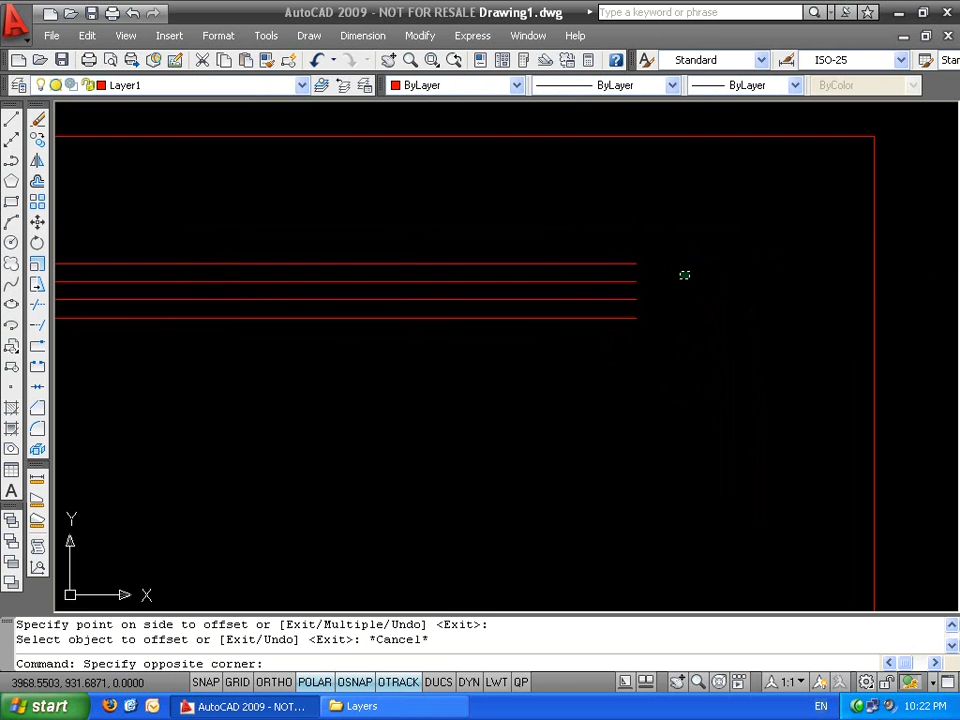 AutoCAD 2009 - NOT FOR RESALE Drawing1.dwg
Type a keyword or phrase
File Edit View Insert Format Tools Draw Dimension Modify Express Window Help
Standard ISO-25 Star
Layer1 ByLayer ByLayer ByLayer ByColor
Y
X
Specify point on side to offset or [Exit/Multiple/Undo] <Exit>:
Select object to offset or [Exit/Undo] <Exit>: *Cancel*
Command: Specify opposite corner:
3968.5503, 931.6871, 0.0000 SNAP GRID ORTHO POLAR OSNAP OTRACK DUCS DYN LWT QP 1:1
start AutoCAD 2009 - NOT... Layers EN 10:22 PM